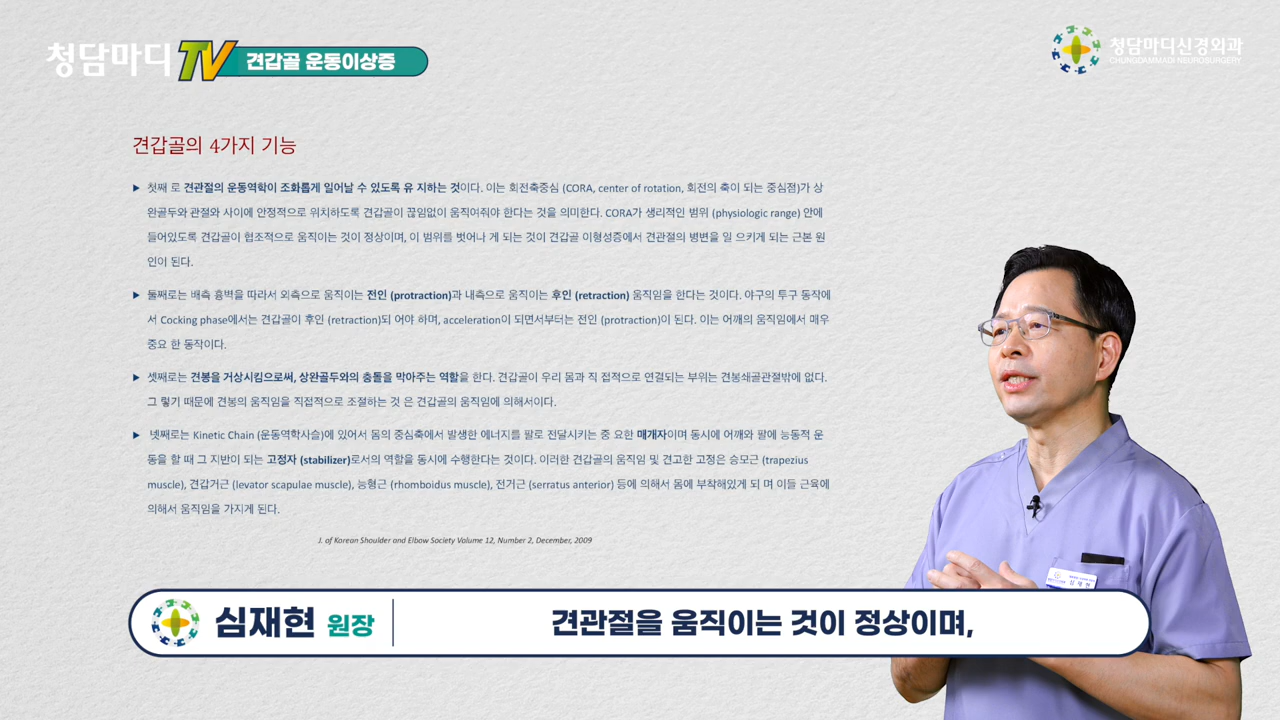 청담마디 TV 견갑골 운동이상증
청담마디신경외과
CHUNGDAMMADI NEUROSURGERY
견갑골의 4가지 기능
▶ 첫째 로 견관절의 운동역학이 조화롭게 일어날 수 있도록 유 지하는 것이다. 이는 회전축중심 (CORA, center of rotation, 회전의 축이 되는 중심점)가 상
완골두와 관절와 사이에 안정적으로 위치하도록 견갑골이 끊임없이 움직여줘야 한다는 것을 의미한다. CORA가 생리적인 범위 (physiologic range) 안에
들어있도록 견갑골이 협조적으로 움직이는 것이 정상이며, 이 범위를 벗어나 게 되는 것이 견갑골 이형성증에서 견관절의 병변을 일 으키게 되는 근본 원
인이 된다.
▶ 둘째로는 배측 흉벽을 따라서 외측으로 움직이는 전인 (protraction)과 내측으로 움직이는 후인 (retraction) 움직임을 한다는 것이다. 야구의 투구 동작에
서 Cocking phase에서는 견갑골이 후인 (retraction)되 어야 하며, acceleration이 되면서부터는 전인 (protraction)이 된다. 이는 어깨의 움직임에서 매우
중요 한 동작이다.
▶ 셋째로는 견봉을 거상시킴으로써, 상완골두와의 충돌을 막아주는 역할을 한다. 견갑골이 우리 몸과 직 접적으로 연결되는 부위는 견봉쇄골관절밖에 없다.
그 렇기 때문에 견봉의 움직임을 직접적으로 조절하는 것 은 견갑골의 움직임에 의해서이다.
▶ 넷째로는 Kinetic Chain (운동역학사슬)에 있어서 몸의 중심축에서 발생한 에너지를 팔로 전달시키는 중 요한 매개자이며 동시에 어깨와 팔에 능동적 운
동을 할 때 그 지반이 되는 고정자 (stabilizer)로서의 역할을 동시에 수행한다는 것이다. 이러한 견갑골의 움직임 및 견고한 고정은 승모근 (trapezius
muscle), 견갑거근 (levator scapulae muscle), 능형근 (rhomboidus muscle), 전거근 (serratus anterior) 등에 의해서 몸에 부착해있게 되 며 이들 근육에
의해서 움직임을 가지게 된다.
J. of Korean Shoulder and Elbow Society Volume 12, Number 2, December, 2009
심재현
심재현 원장
견관절을 움직이는 것이 정상이며,